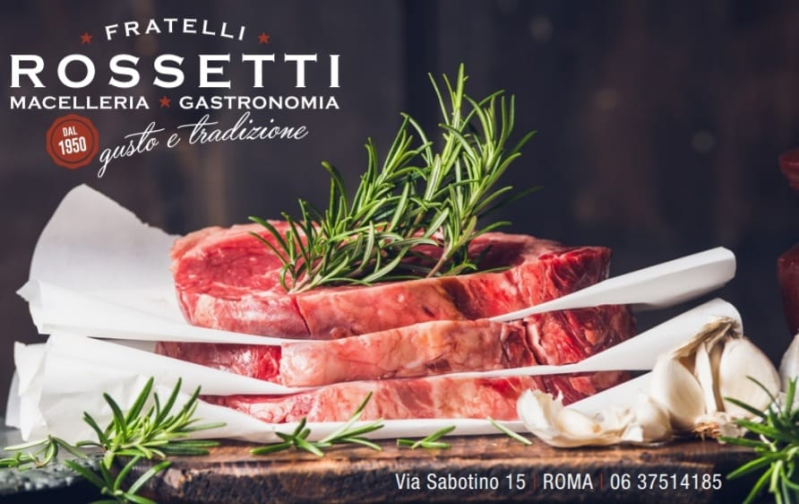 FRATELLI
ROSSETTI
MACELLERIA ★ GASTRONOMIA
DAL
1950
gusto e tradizione
Via Sabotino 15 | ROMA | 06 37514185